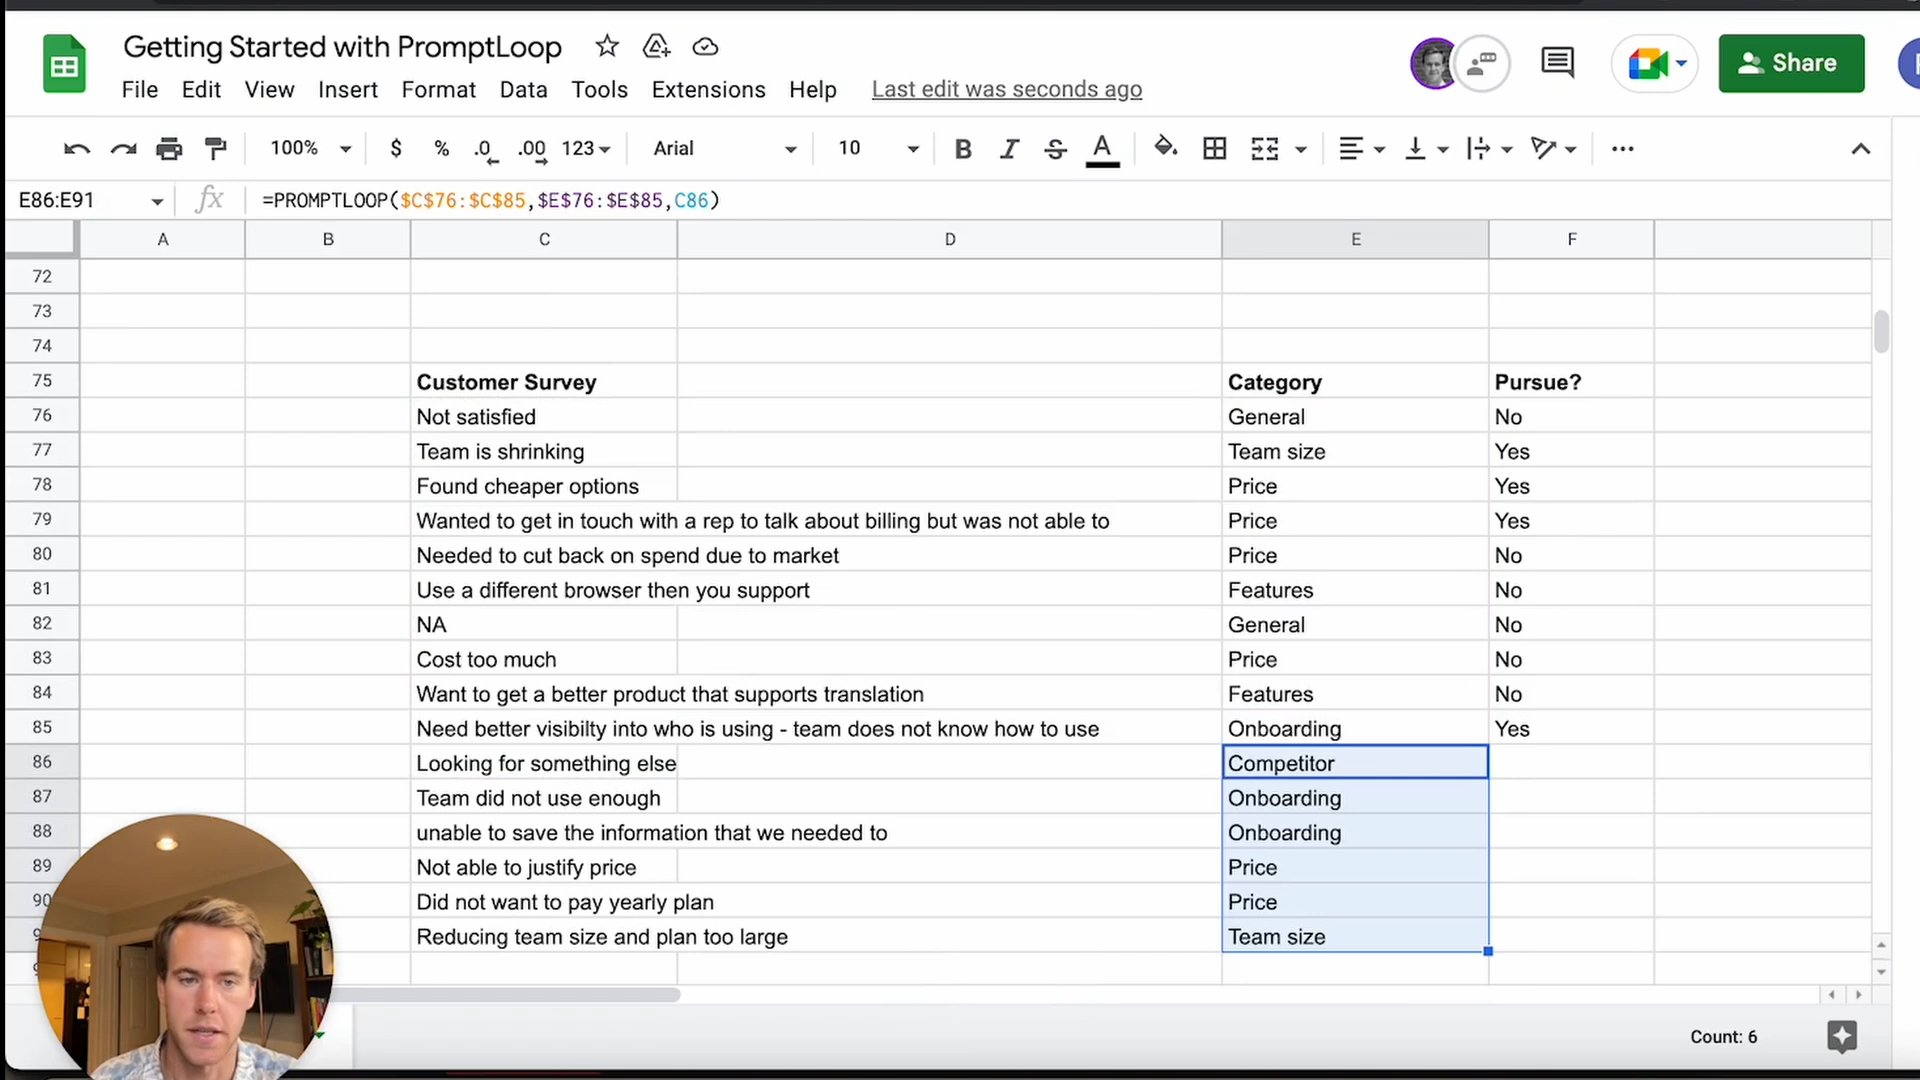 Getting Started with PromptLoop
Share
File Edit View Insert Format Data Tools Extensions Help Last edit was seconds ago
100% $ % .0 .00 123 Arial 10 B I S A
E86:E91 fx =PROMPTLOOP($C$76:$C$85,$E$76:$E$85,C86)
A B C D E F
72
73
74
75 Customer Survey Category Pursue?
76 Not satisfied General No
77 Team is shrinking Team size Yes
78 Found cheaper options Price Yes
79 Wanted to get in touch with a rep to talk about billing but was not able to Price Yes
80 Needed to cut back on spend due to market Price No
81 Use a different browser then you support Features No
82 NA General No
83 Cost too much Price No
84 Want to get a better product that supports translation Features No
85 Need better visibilty into who is using - team does not know how to use Onboarding Yes
86 Looking for something else Competitor
87 Team did not use enough Onboarding
88 unable to save the information that we needed to Onboarding
89 Not able to justify price Price
90 Did not want to pay yearly plan Price
Reducing team size and plan too large Team size
Count: 6